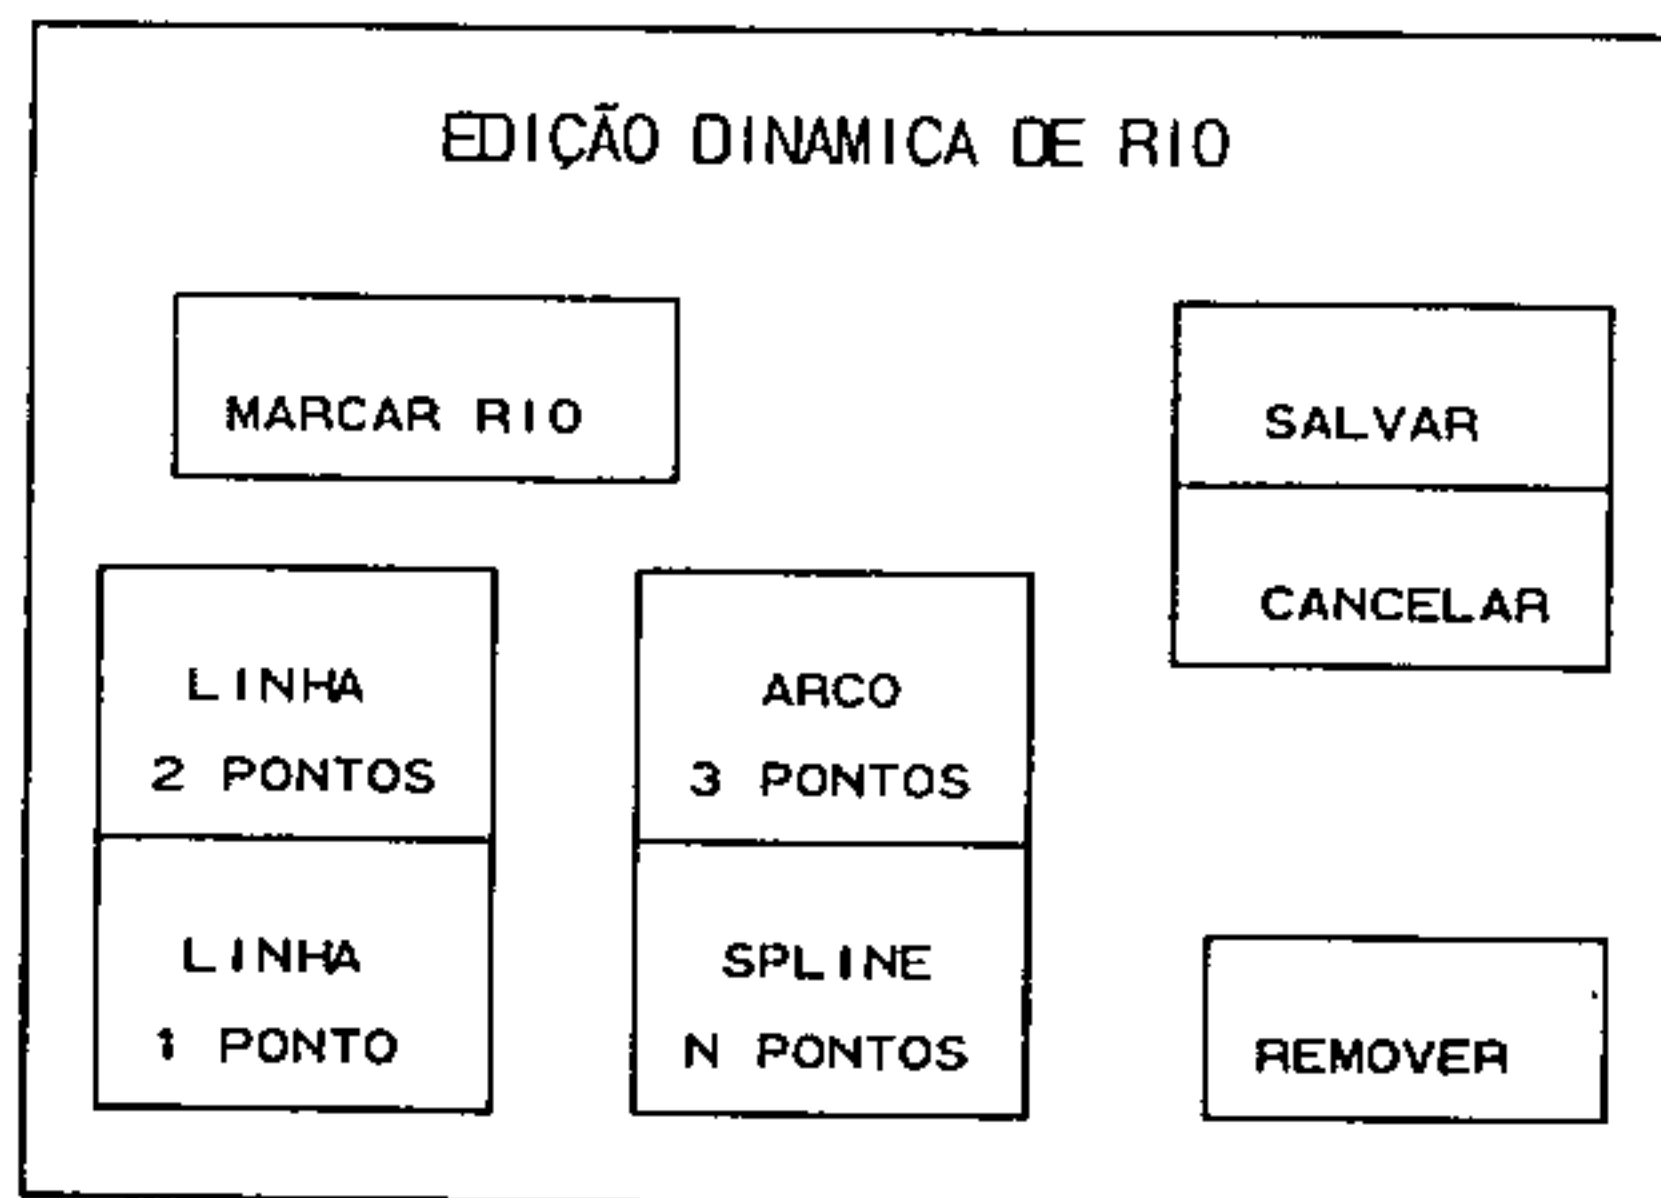 EDIÇÃO DINAMICA DE RIO
MARCAR RIO
SALVAR
CANCELAR
LINHA
2 PONTOS
LINHA
1 PONTO
ARCO
3 PONTOS
SPLINE
N PONTOS
REMOVER